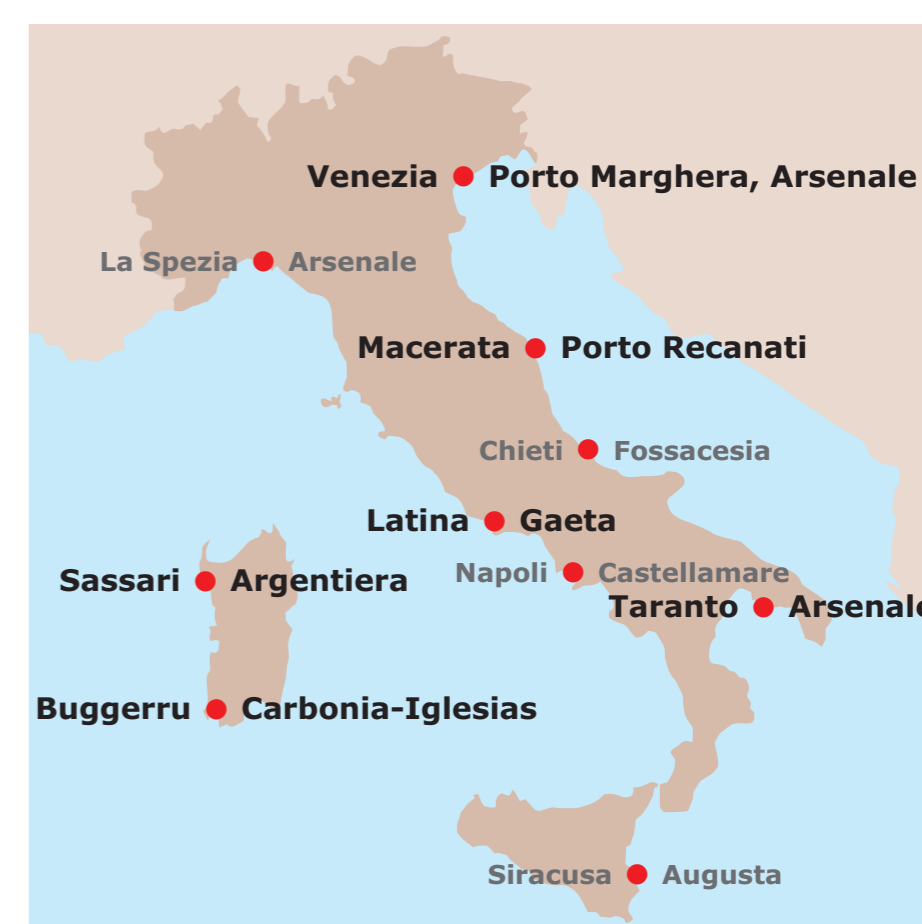 Venezia Porto Marghera, Arsenale
La Spezia Arsenale
Macerata Porto Recanati
Chieti Fossacesia
Latina Gaeta
Napoli Castellamare
Sassari Argentiera
Taranto Arsenale
Buggerru Carbonia-Iglesias
Siracusa Augusta